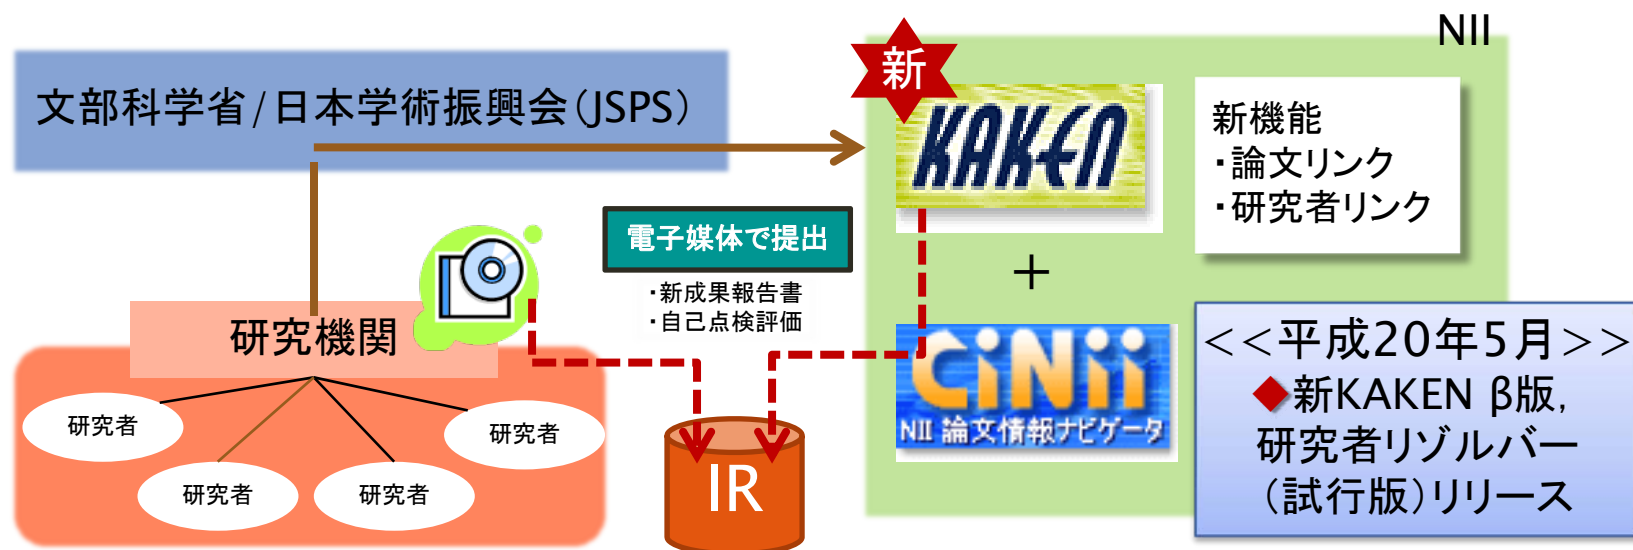 NII
文部科学省/日本学術振興会(JSPS)
新
KAKEN
新機能
・論文リンク
・研究者リンク
電子媒体で提出
・新成果報告書
・自己点検評価
+
研究機関
研究者
研究者
研究者
研究者
IR
CiNii
NII 論文情報ナビゲータ
<<平成20年5月>>
◆新KAKEN β版,
研究者リゾルバー
(試行版)リリース